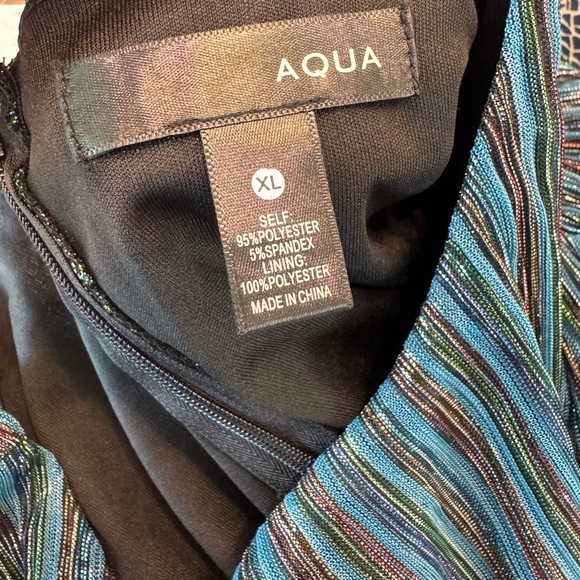 AQUA
XL
SELF:
95%POLYESTER
5%SPANDEX
LINING:
100%POLYESTER
MADE IN CHINA